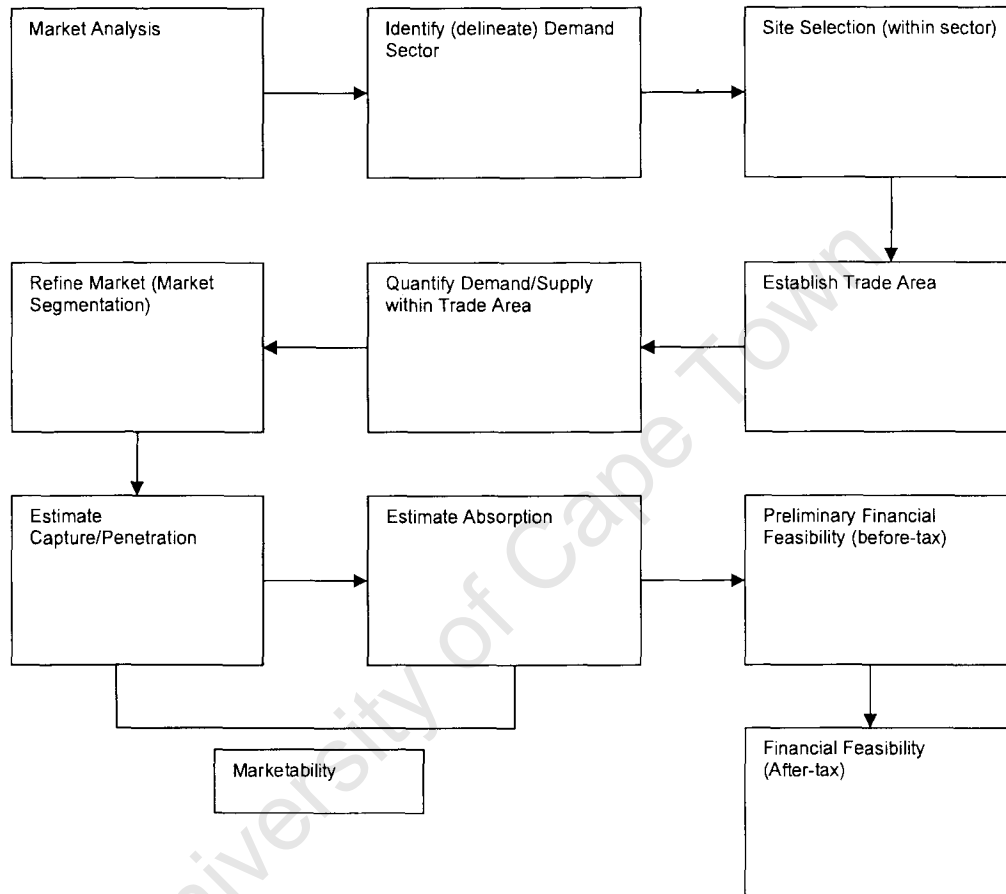 Market Analysis
Identify (delineate) Demand
Sector
Site Selection (within sector)
Refine Market (Market
Segmentation)
Quantify Demand/Supply
within Trade Area
Establish Trade Area
Estimate
Capture/Penetration
Estimate Absorption
Preliminary Financial
Feasibility (before-tax)
Marketability
Financial Feasibility
(After-tax)
niversity of Cape Town